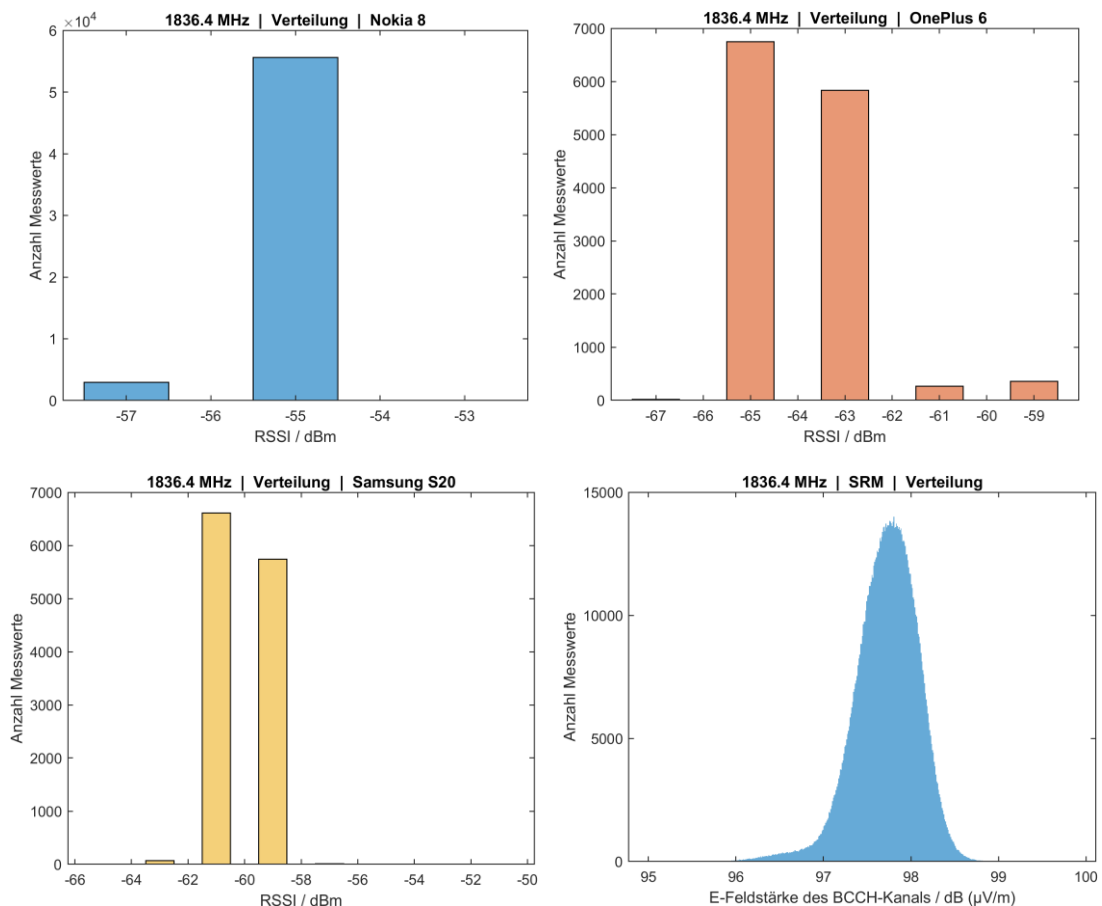 1836.4 MHz | Verteilung | Nokia 8
×10⁴
6
5
4
3
2
1
0
Anzahl Messwerte
-57 -56 -55 -54 -53
RSSI / dBm
1836.4 MHz | Verteilung | OnePlus 6
7000
6000
5000
4000
3000
2000
1000
0
Anzahl Messwerte
-67 -66 -65 -64 -63 -62 -61 -60 -59
RSSI / dBm
1836.4 MHz | Verteilung | Samsung S20
7000
6000
5000
4000
3000
2000
1000
0
Anzahl Messwerte
-66 -64 -62 -60 -58 -56 -54 -52 -50
RSSI / dBm
1836.4 MHz | SRM | Verteilung
15000
10000
5000
0
Anzahl Messwerte
95 96 97 98 99 100
E-Feldstärke des BCCH-Kanals / dB (µV/m)